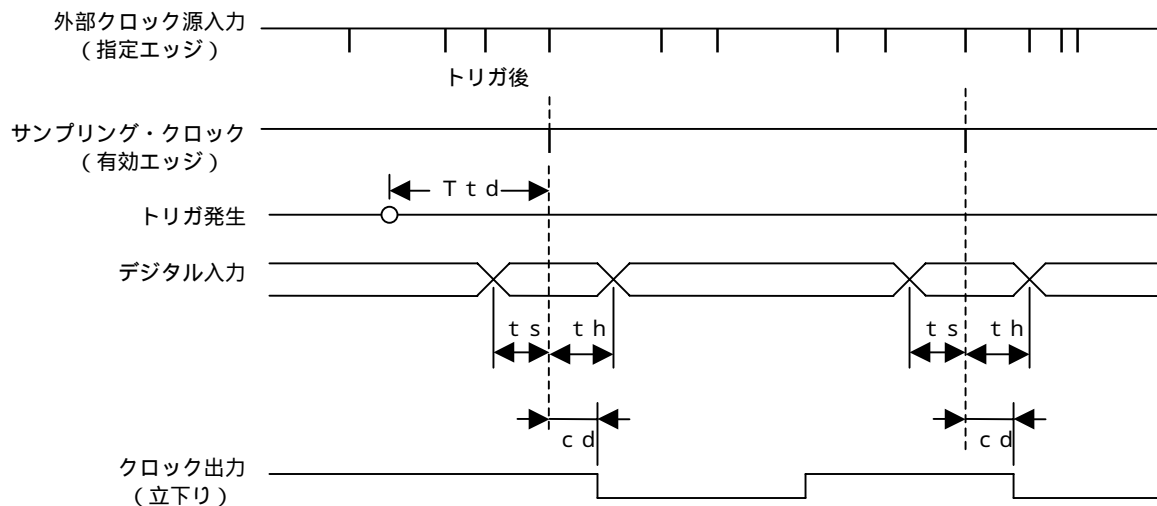 外部クロック源入力
（指定エッジ）
トリガ後
サンプリング・クロック
（有効エッジ）
Ｔｔｄ
トリガ発生
デジタル入力
ｔｓ ｔｈ ｔｓ ｔｈ
ｃｄ ｃｄ
クロック出力
（立下り）